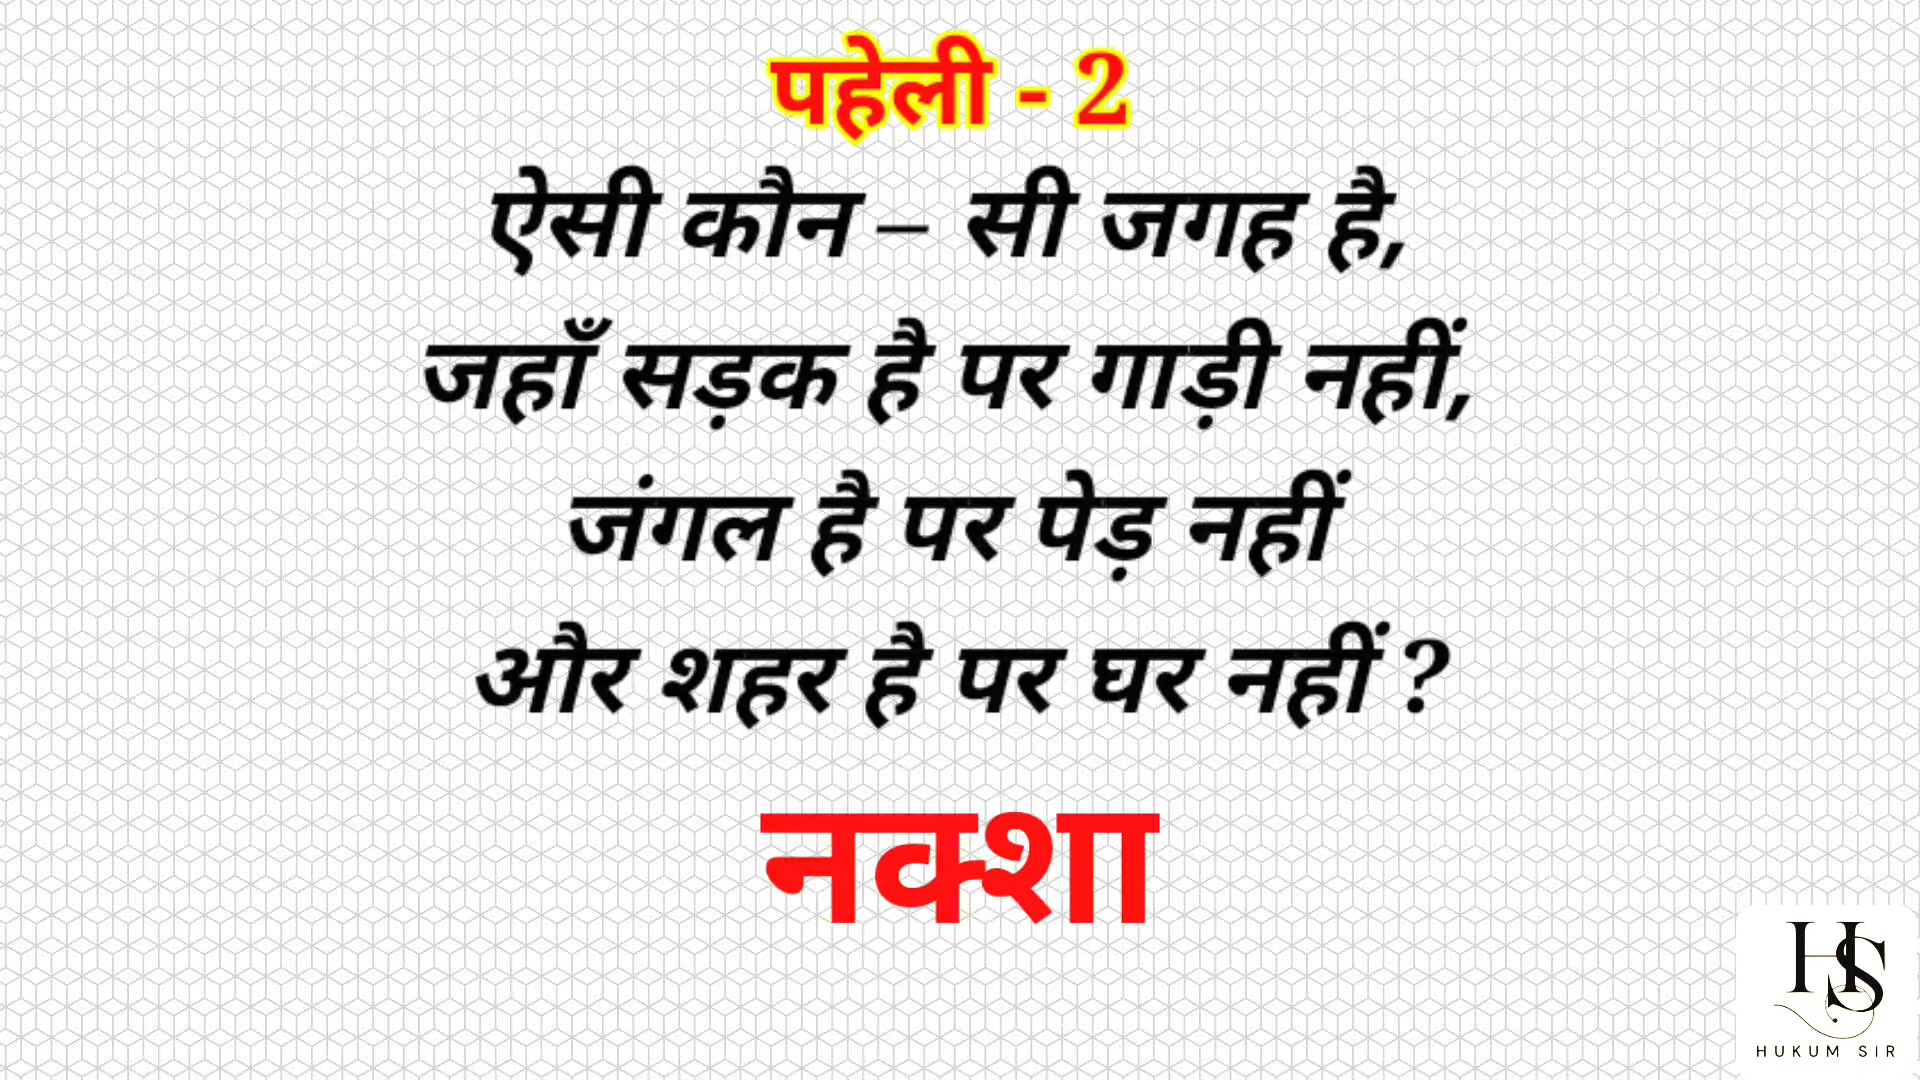 पहेली - 2
ऐसी कौन – सी जगह है,
जहाँ सड़क है पर गाड़ी नहीं,
जंगल है पर पेड़ नहीं
और शहर है पर घर नहीं ?
नक्शा
HS
HUKUM SIR